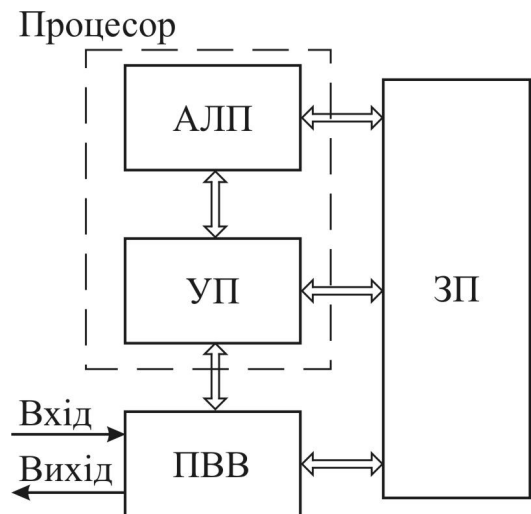 Процесор
АЛП
УП
ЗП
Вхід
Вихід
ПВВ